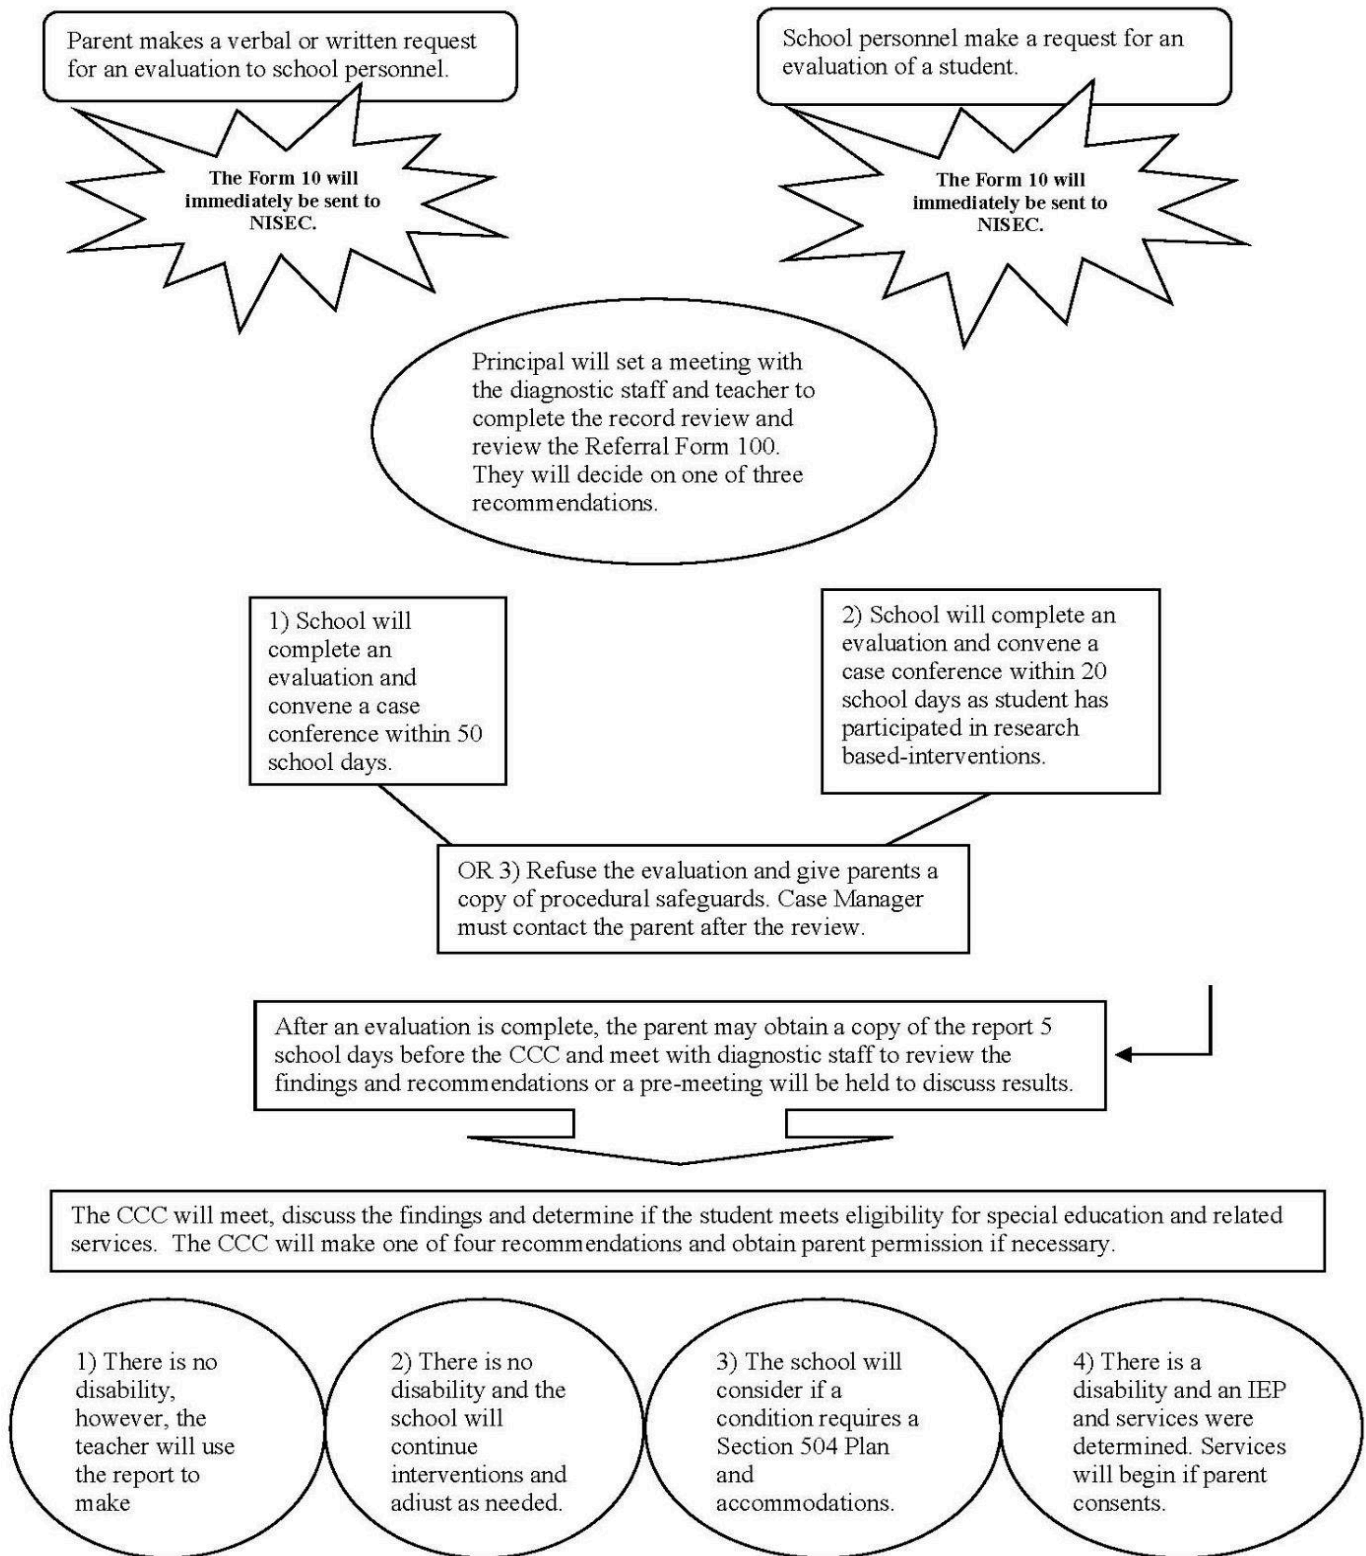 Parent makes a verbal or written request
for an evaluation to school personnel.
School personnel make a request for an
evaluation of a student.
The Form 10 will
immediately be sent to
NISEC.
The Form 10 will
immediately be sent to
NISEC.
Principal will set a meeting with
the diagnostic staff and teacher to
complete the record review and
review the Referral Form 100.
They will decide on one of three
recommendations.
1) School will
complete an
evaluation and
convene a case
conference within 50
school days.
2) School will complete an
evaluation and convene a
case conference within 20
school days as student has
participated in research
based-interventions.
OR 3) Refuse the evaluation and give parents a
copy of procedural safeguards. Case Manager
must contact the parent after the review.
After an evaluation is complete, the parent may obtain a copy of the report 5
school days before the CCC and meet with diagnostic staff to review the
findings and recommendations or a pre-meeting will be held to discuss results.
The CCC will meet, discuss the findings and determine if the student meets eligibility for special education and related
services. The CCC will make one of four recommendations and obtain parent permission if necessary.
1) There is no
disability,
however, the
teacher will use
the report to
make
2) There is no
disability and the
school will
continue
interventions and
adjust as needed.
3) The school will
consider if a
condition requires a
Section 504 Plan
and
accommodations.
4) There is a
disability and an IEP
and services were
determined. Services
will begin if parent
consents.